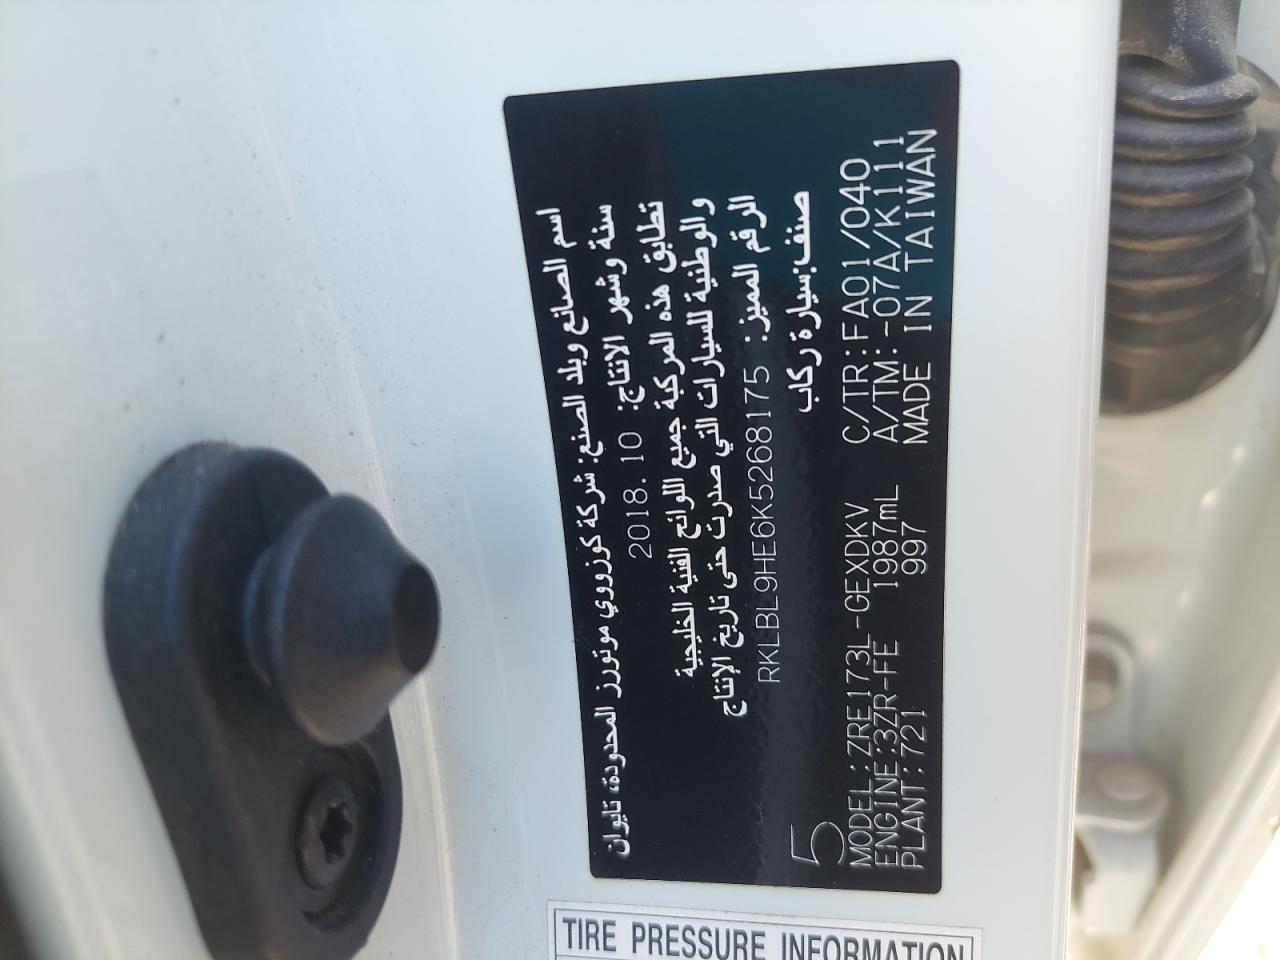 اسم الصانع وبلد الصنع: شركة كوزووي موتورز المحدودة، تايوان
سنة وشهر الانتاج: 2018. 10
تطابق هذه المركبة جميع اللوائح الفنية الخليجية
والوطنية للسيارات التي صدرت حتى تاريخ الإنتاج
الرقم المميز: RKLBL9HE6K5268175
صنف: سيارة ركاب
5
MODEL:ZRE173L-GEXDKV C/TR:FA01/040
ENGINE:3ZR-FE 1987mL A/TM:-07A/K111
PLANT:721 997 MADE IN TAIWAN
TIRE PRESSURE INFORMATION